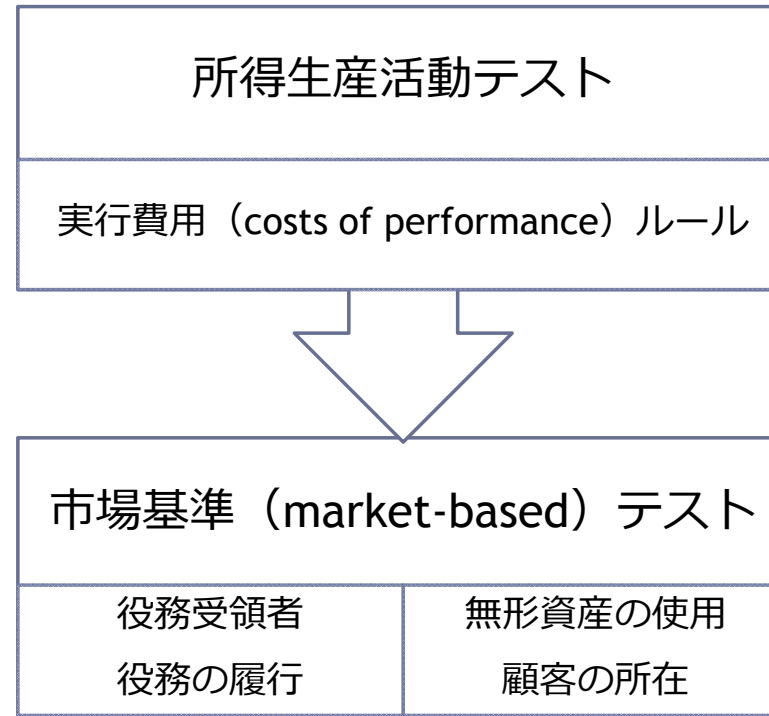 所得生産活動テスト
実行費用（costs of performance）ルール
市場基準（market-based）テスト
役務受領者
役務の履行
無形資産の使用
顧客の所在